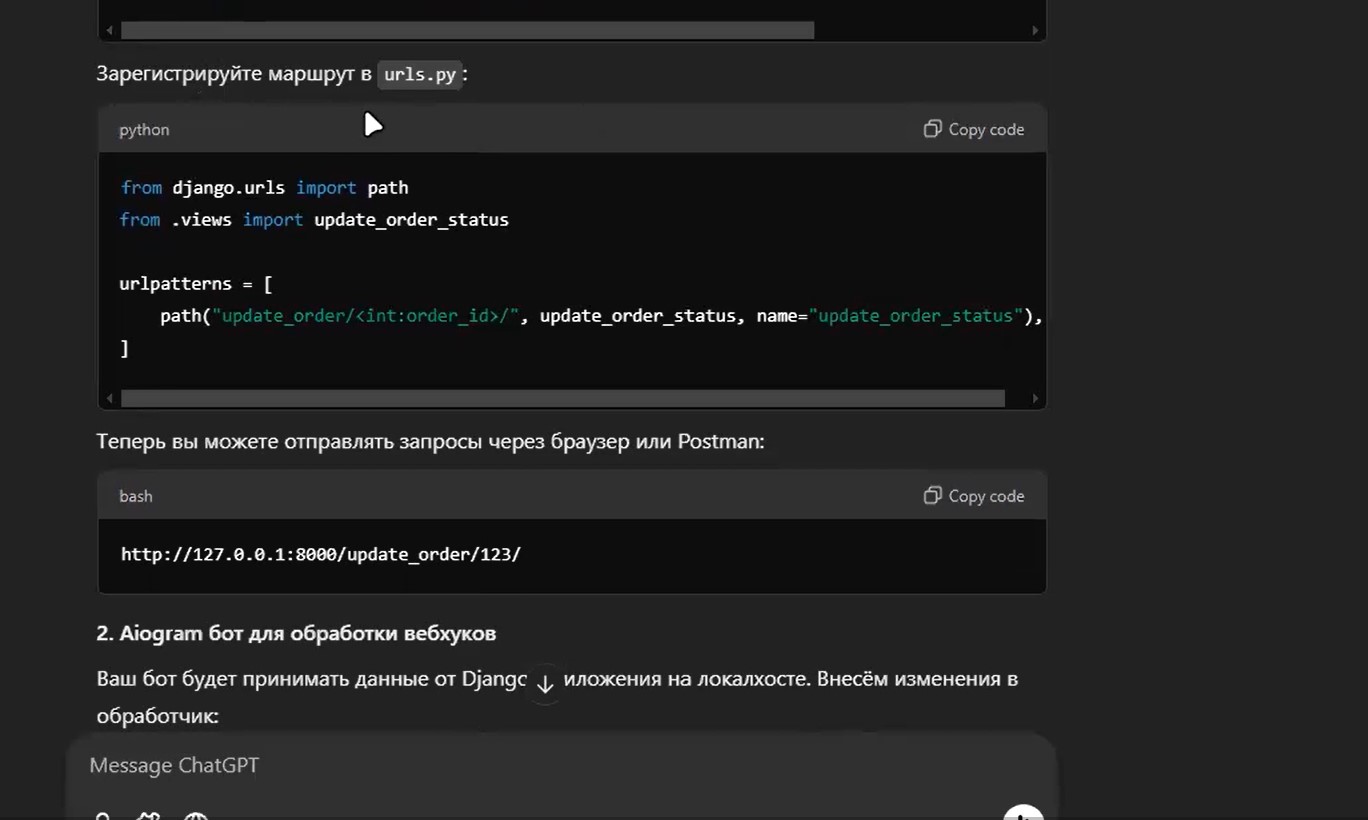 Зарегистрируйте маршрут в urls.py:
python
Copy code
from django.urls import path
from .views import update_order_status
urlpatterns = [
path("update_order/<int:order_id>/", update_order_status, name="update_order_status"),
]
Теперь вы можете отправлять запросы через браузер или Postman:
bash
Copy code
http://127.0.0.1:8000/update_order/123/
2. Aiogram бот для обработки вебхуков
Ваш бот будет принимать данные от Django иложения на локалхосте. Внесём изменения в
обработчик:
Message ChatGPT